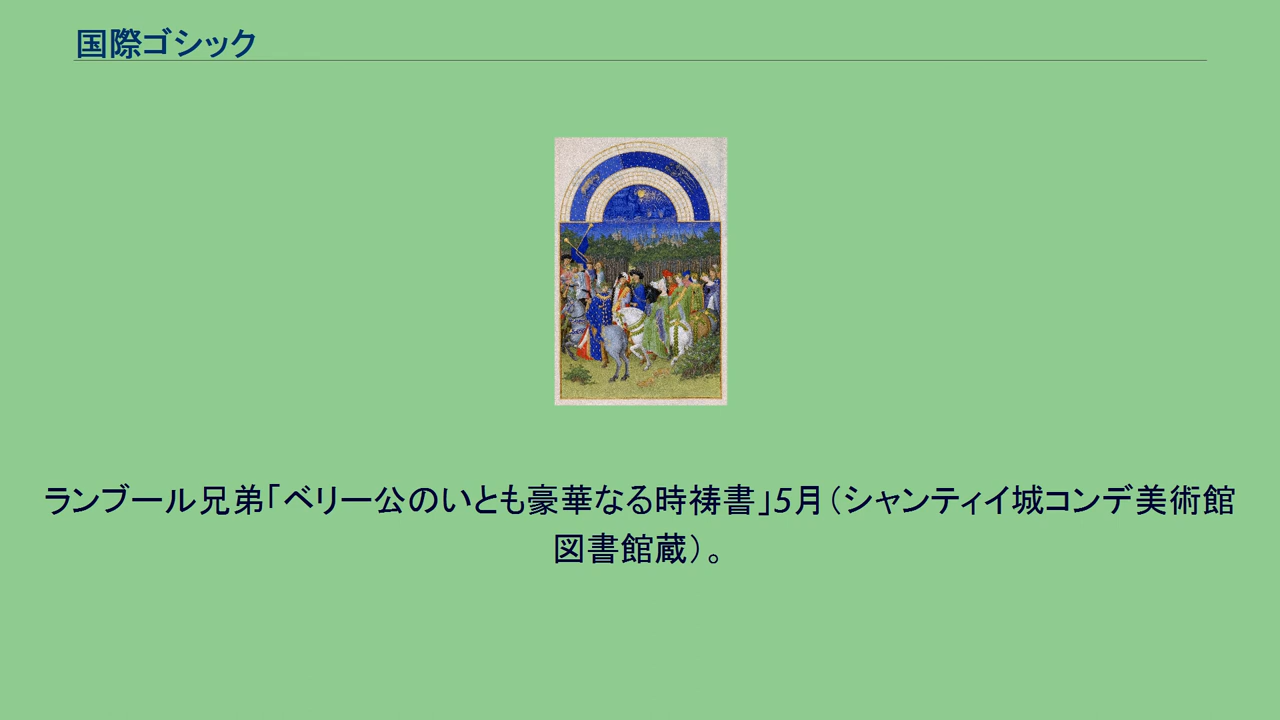 国際ゴシック
ランブール兄弟「ベリー公のいとも豪華なる時祷書」5月（シャンティイ城コンデ美術館
図書館蔵）。